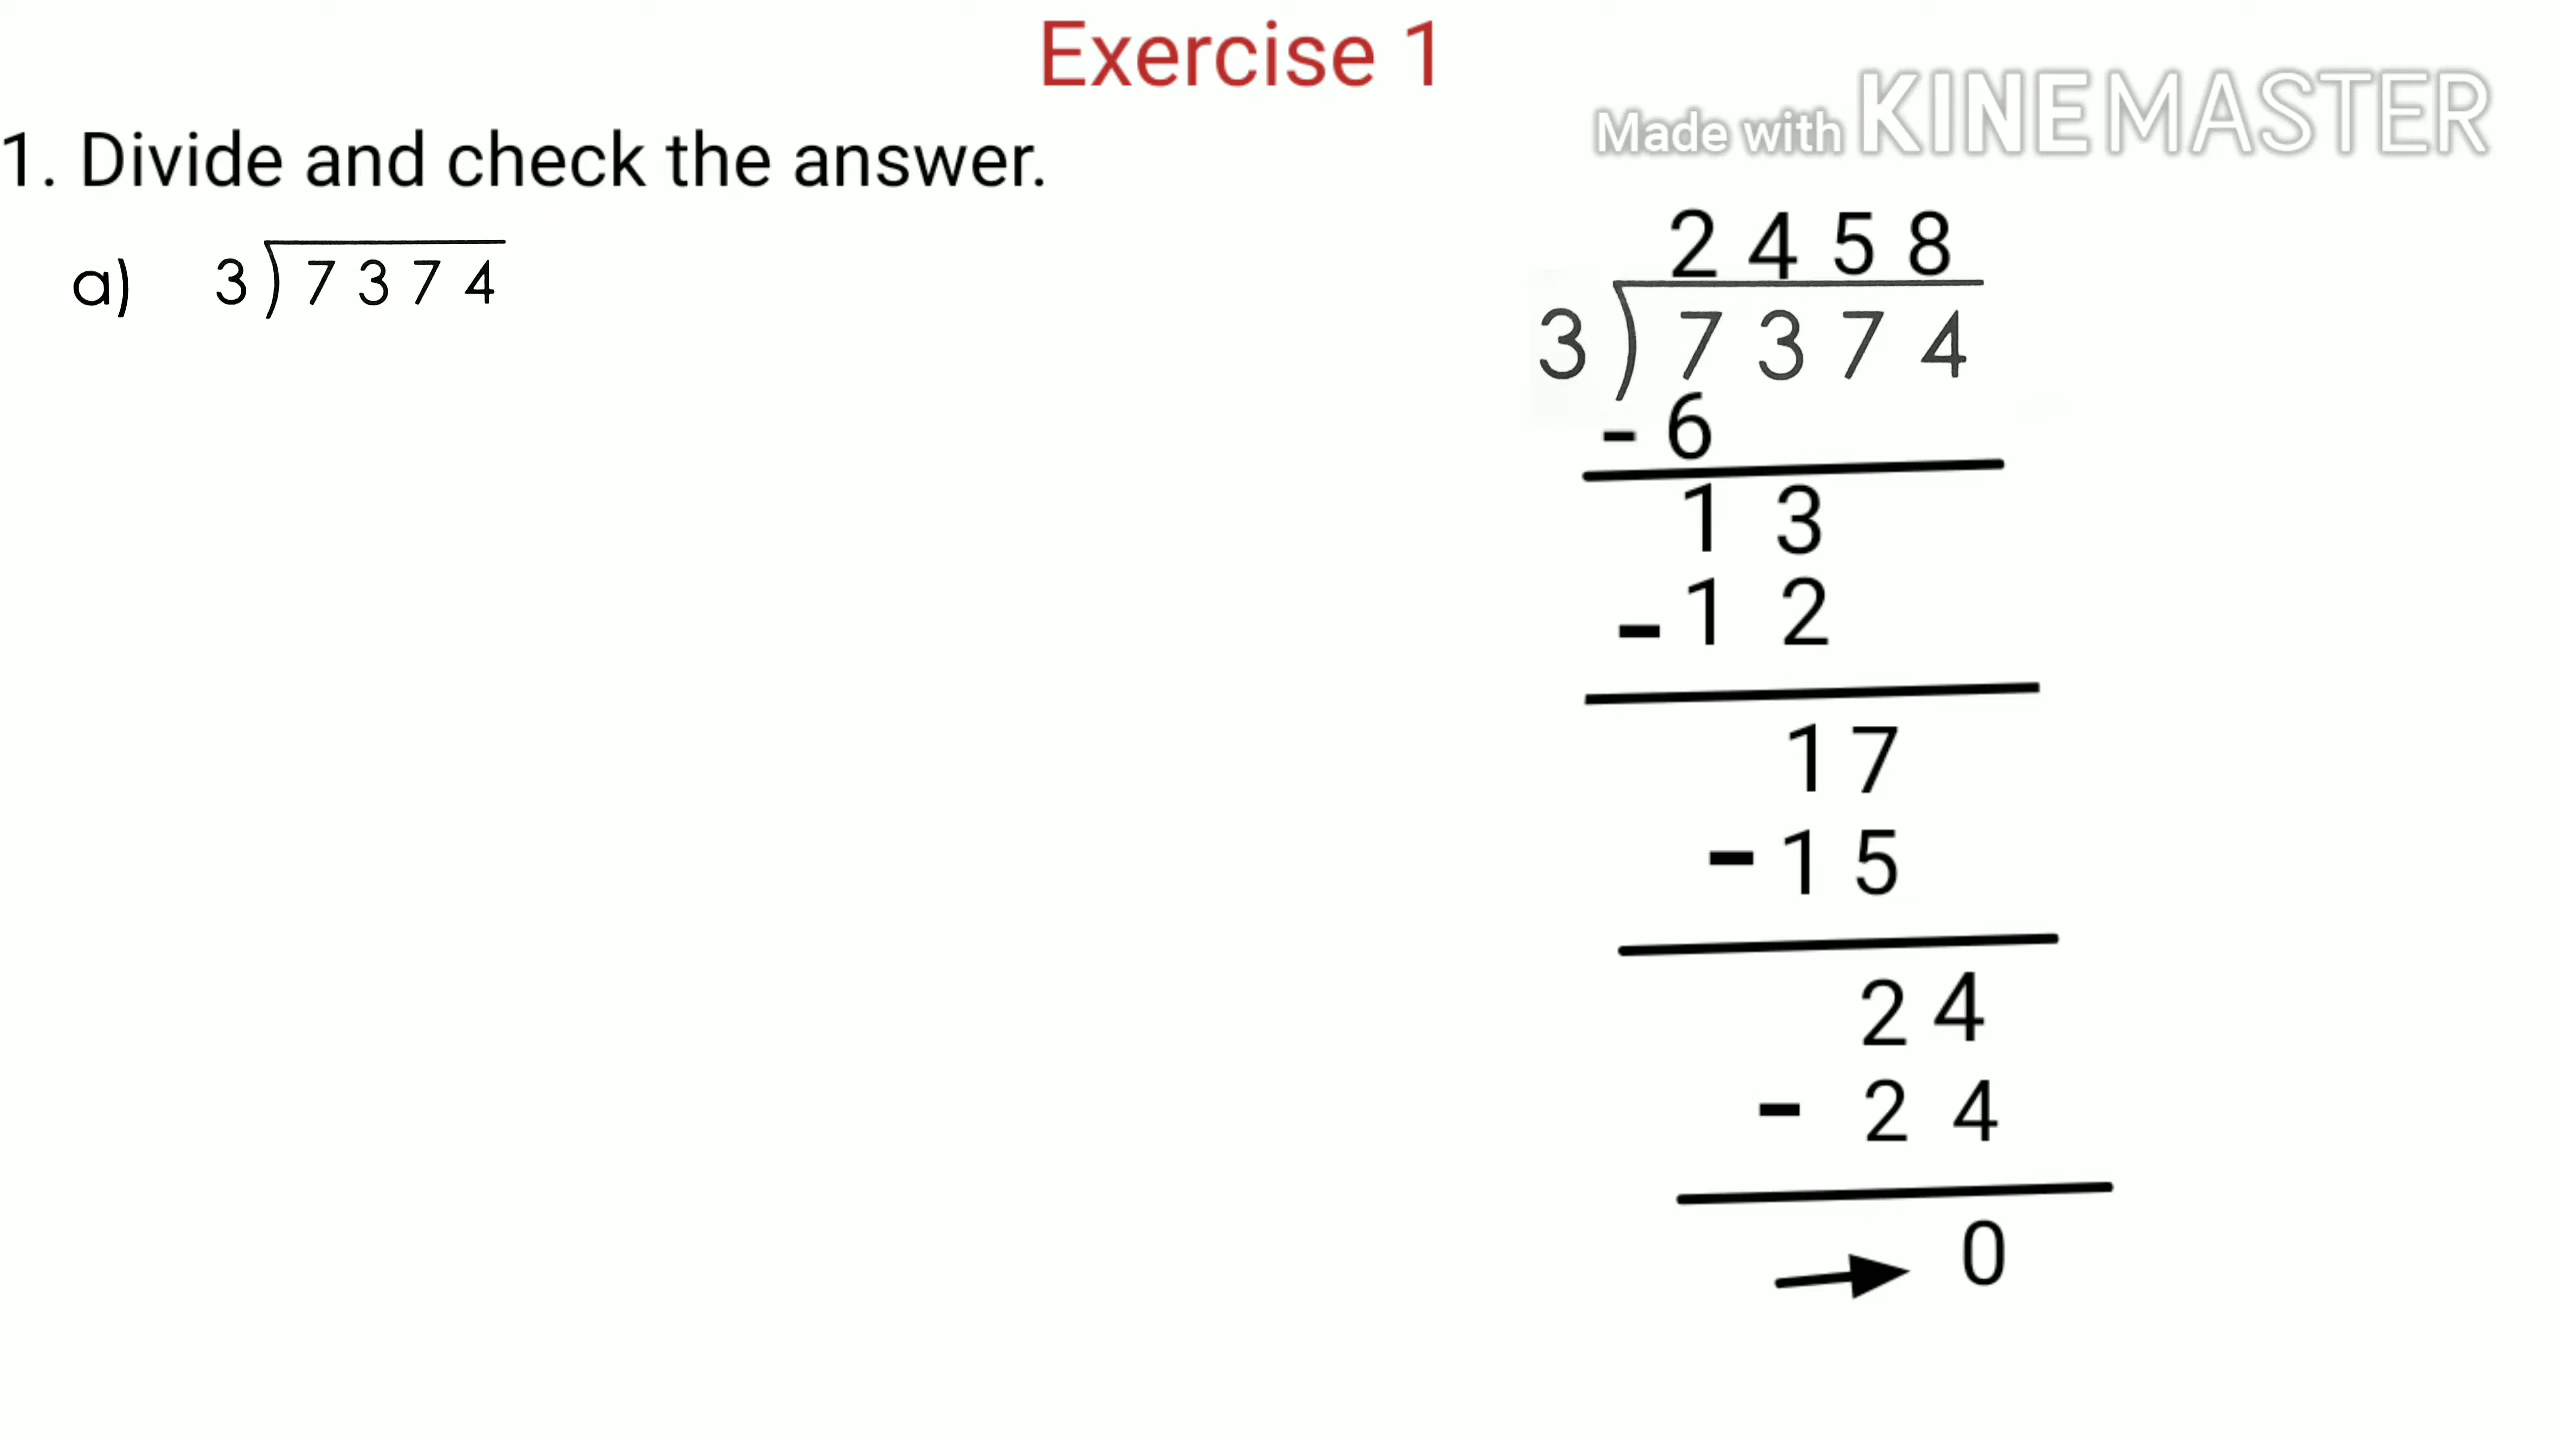 Exercise 1
Made with KINEMASTER
1. Divide and check the answer.
a) 3) 7 3 7 4
2 4 5 8
3) 7 3 7 4
- 6
1 3
- 1 2
1 7
- 1 5
2 4
- 2 4
0